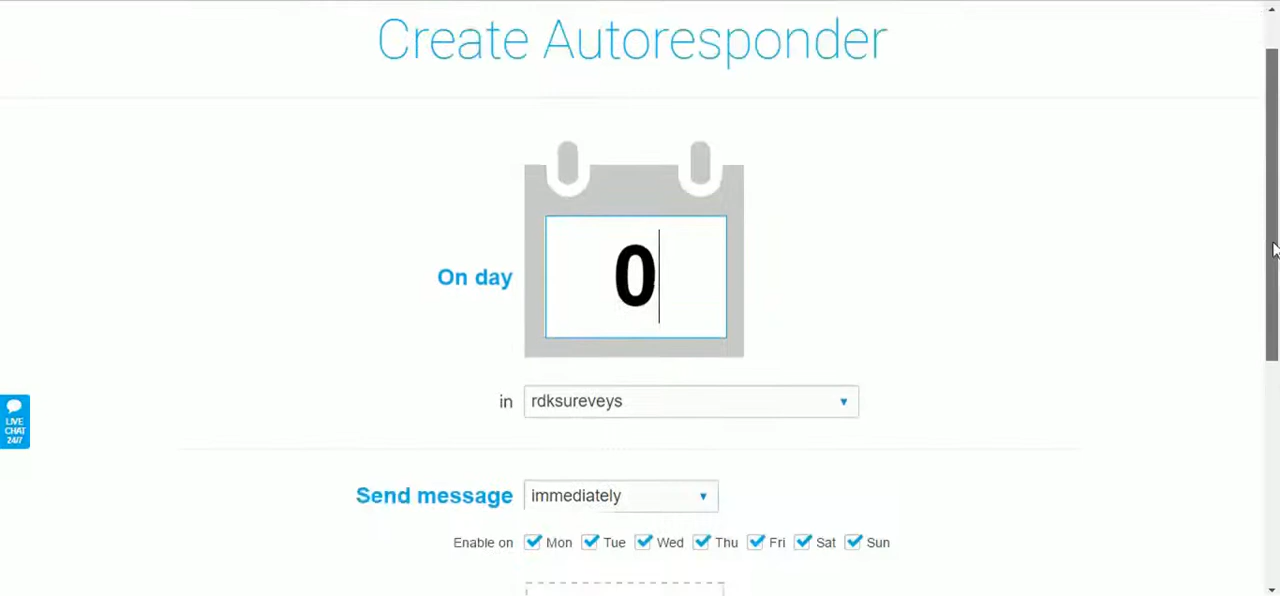 Create Autoresponder
On day
0
in rdksureveys
Send message immediately
Enable on Mon Tue Wed Thu Fri Sat Sun
LIVE
CHAT
24/7